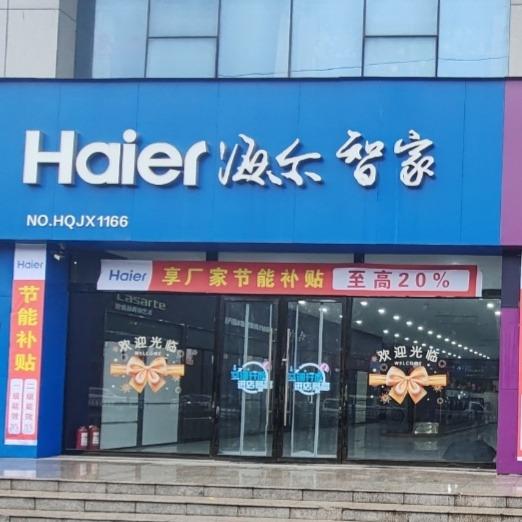 Haier 海尔智家
NO.HQJX1166
Haier 享厂家节能补贴 至高20%
Haier
节能补贴
Casarte
欢迎光临
WELCOME
欢迎光临
WELCOME